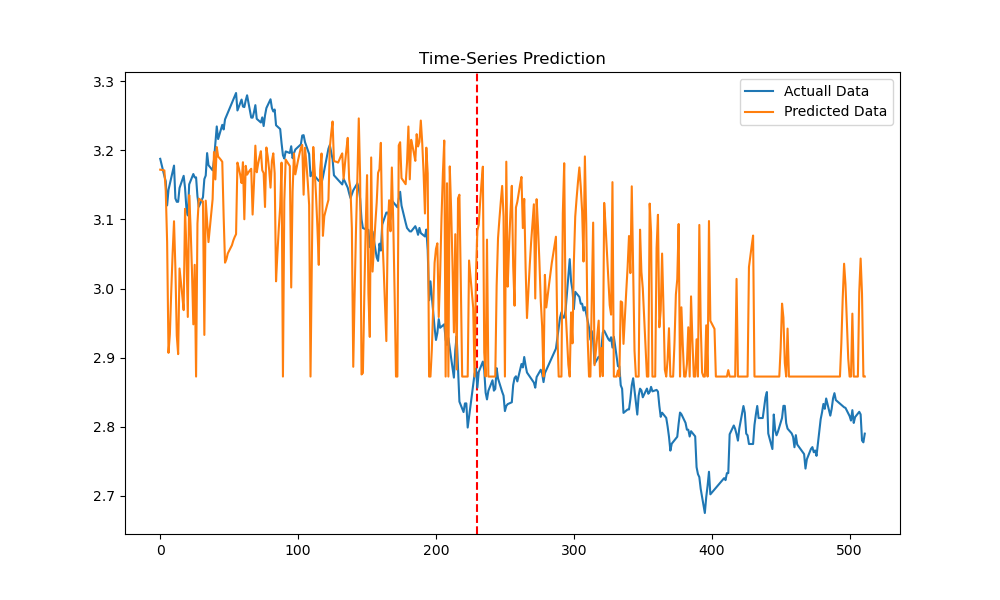 Time-Series Prediction
Actuall Data
Predicted Data
3.3
3.2
3.1
3.0
2.9
2.8
2.7
0 100 200 300 400 500